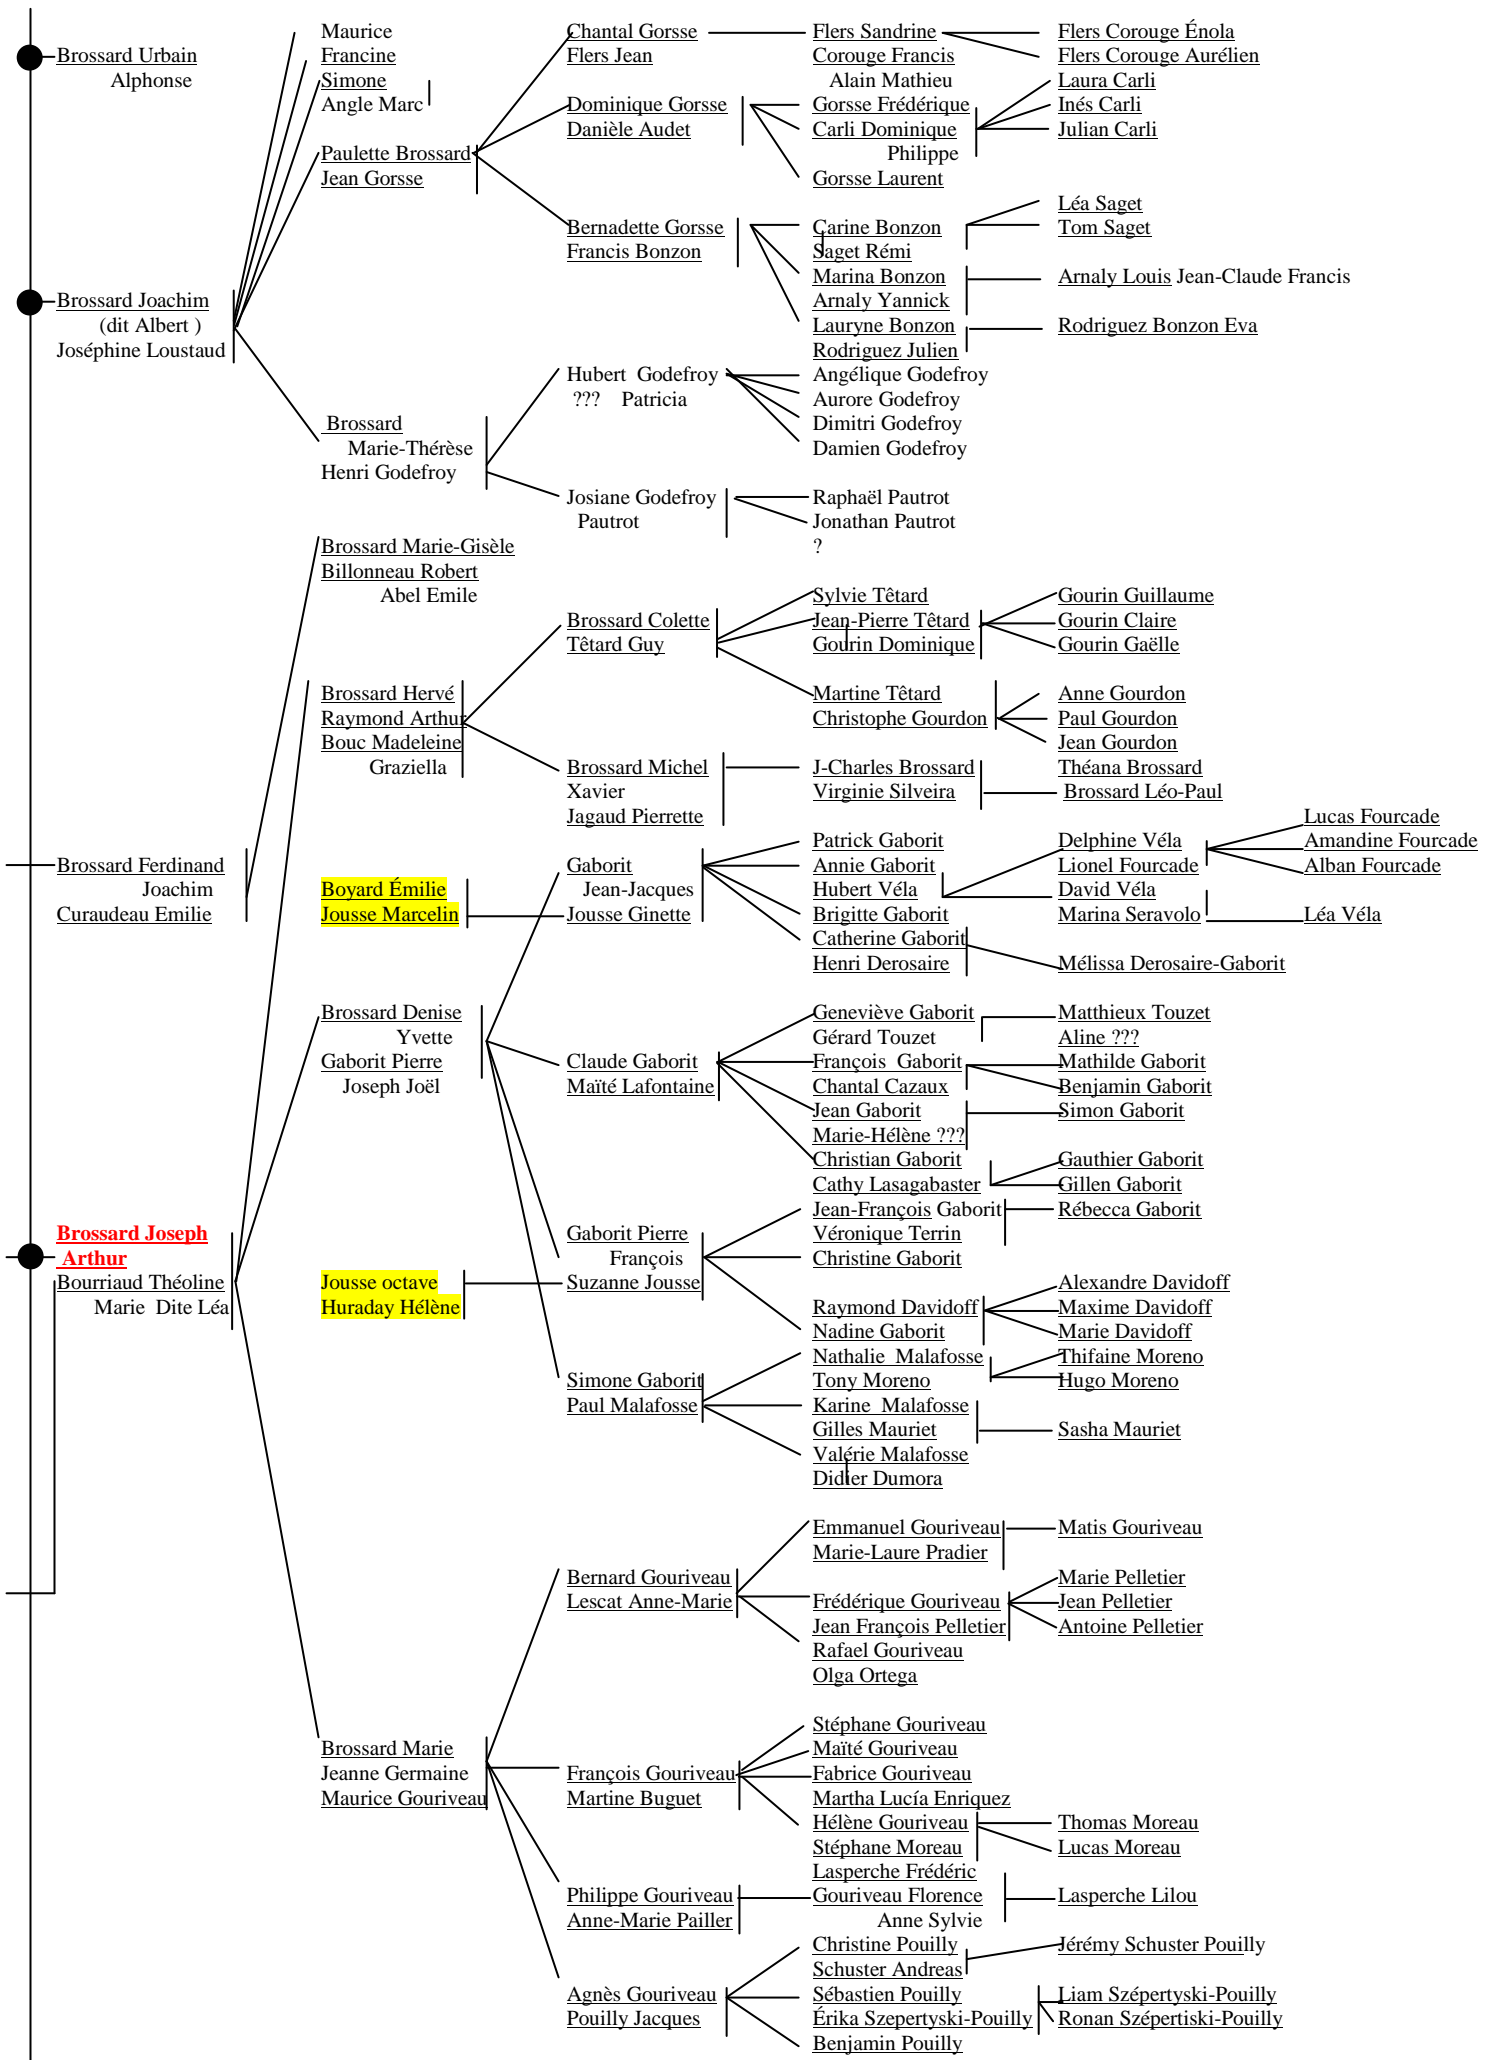 Maurice
Chantal Gorsse
Flers Sandrine
Flers Corouge Énola
Brossard Urbain
Francine
Flers Jean
Corouge Francis
Flers Corouge Aurélien
Alphonse
Simone
Alain Mathieu
Laura Carli
Angle Marc
Dominique Gorsse
Gorsse Frédérique
Inés Carli
Danièle Audet
Carli Dominique
Julian Carli
Paulette Brossard
Philippe
Jean Gorsse
Gorsse Laurent
Léa Saget
Bernadette Gorsse
Carine Bonzon
Tom Saget
Francis Bonzon
Saget Rémi
Marina Bonzon
Arnaly Louis Jean-Claude Francis
Brossard Joachim
Arnaly Yannick
(dit Albert )
Lauryne Bonzon
Rodriguez Bonzon Eva
Joséphine Loustaud
Rodriguez Julien
Hubert Godefroy
Angélique Godefroy
??? Patricia
Aurore Godefroy
Brossard
Dimitri Godefroy
Marie-Thérèse
Damien Godefroy
Henri Godefroy
Josiane Godefroy
Raphaël Pautrot
Pautrot
Jonathan Pautrot
Brossard Marie-Gisèle
?
Billonneau Robert
Abel Emile
Sylvie Têtard
Gourin Guillaume
Brossard Colette
Jean-Pierre Têtard
Gourin Claire
Têtard Guy
Gourin Dominique
Gourin Gaëlle
Brossard Hervé
Martine Têtard
Anne Gourdon
Raymond Arthur
Christophe Gourdon
Paul Gourdon
Bouc Madeleine
Jean Gourdon
Graziella
Brossard Michel
J-Charles Brossard
Théana Brossard
Xavier
Virginie Silveira
Brossard Léo-Paul
Jagaud Pierrette
Lucas Fourcade
Patrick Gaborit
Delphine Véla
Amandine Fourcade
Brossard Ferdinand
Gaborit
Annie Gaborit
Lionel Fourcade
Alban Fourcade
Joachim
Boyard Émilie
Jean-Jacques
Hubert Véla
David Véla
Curaudeau Emilie
Jousse Marcelin
Jousse Ginette
Brigitte Gaborit
Marina Seravolo
Léa Véla
Catherine Gaborit
Henri Derosaire
Mélissa Derosaire-Gaborit
Brossard Denise
Geneviève Gaborit
Matthieux Touzet
Yvette
Gérard Touzet
Aline ???
Gaborit Pierre
Claude Gaborit
François Gaborit
Mathilde Gaborit
Joseph Joël
Maïté Lafontaine
Chantal Cazaux
Benjamin Gaborit
Jean Gaborit
Simon Gaborit
Marie-Hélène ???
Christian Gaborit
Gauthier Gaborit
Cathy Lasagabaster
Gillen Gaborit
Jean-François Gaborit
Rébecca Gaborit
Brossard Joseph
Gaborit Pierre
Véronique Terrin
Arthur
François
Christine Gaborit
Bourriaud Théoline
Jousse octave
Suzanne Jousse
Alexandre Davidoff
Marie Dite Léa
Huraday Hélène
Raymond Davidoff
Maxime Davidoff
Nadine Gaborit
Marie Davidoff
Nathalie Malafosse
Thifaine Moreno
Simone Gaborit
Tony Moreno
Hugo Moreno
Paul Malafosse
Karine Malafosse
Gilles Mauriet
Sasha Mauriet
Valérie Malafosse
Didier Dumora
Emmanuel Gouriveau
Matis Gouriveau
Marie-Laure Pradier
Bernard Gouriveau
Marie Pelletier
Lescat Anne-Marie
Frédérique Gouriveau
Jean Pelletier
Jean François Pelletier
Antoine Pelletier
Rafael Gouriveau
Olga Ortega
Stéphane Gouriveau
Brossard Marie
Maïté Gouriveau
Jeanne Germaine
François Gouriveau
Fabrice Gouriveau
Maurice Gouriveau
Martine Buguet
Martha Lucía Enriquez
Hélène Gouriveau
Thomas Moreau
Stéphane Moreau
Lucas Moreau
Lasperche Frédéric
Philippe Gouriveau
Gouriveau Florence
Lasperche Lilou
Anne-Marie Pailler
Anne Sylvie
Christine Pouilly
Jérémy Schuster Pouilly
Schuster Andreas
Agnès Gouriveau
Sébastien Pouilly
Liam Szépertyski-Pouilly
Pouilly Jacques
Érika Szepertyski-Pouilly
Ronan Szépertiski-Pouilly
Benjamin Pouilly